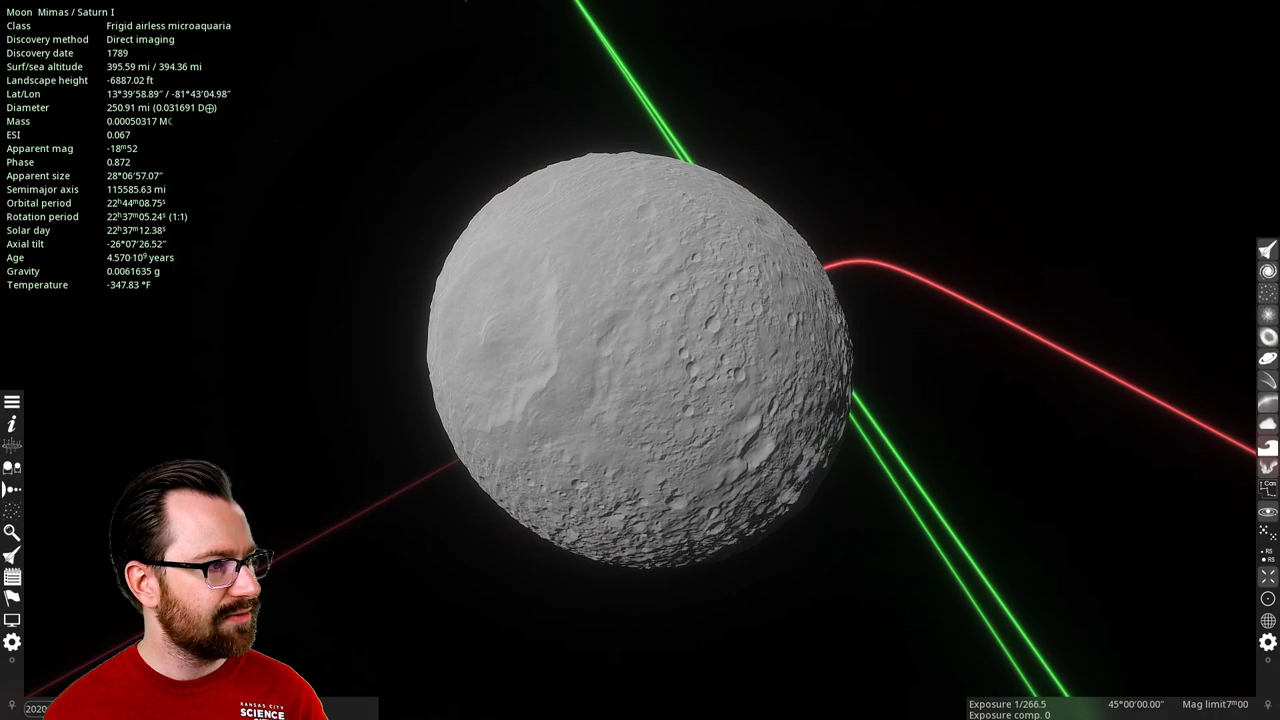 Moon Mimas / Saturn I
Class Frigid airless microaquaria
Discovery method Direct imaging
Discovery date 1789
Surf/sea altitude 395.59 mi / 394.36 mi
Landscape height -6887.02 ft
Lat/Lon 13°39′58.89″ / -81°43′04.98″
Diameter 250.91 mi (0.031691 D⊕)
Mass 0.00050317 M☾
ESI 0.067
Apparent mag -18ᵐ52
Phase 0.872
Apparent size 28°06′57.07″
Semimajor axis 115585.63 mi
Orbital period 22ʰ44ᵐ08.75ˢ
Rotation period 22ʰ37ᵐ05.24ˢ (1:1)
Solar day 22ʰ37ᵐ12.38ˢ
Axial tilt -26°07′26.52″
Age 4.570·10⁹ years
Gravity 0.0061635 g
Temperature -347.83 °F
Cas
RS
RS
KANSAS CITY
SCIENCE
2020
Exposure 1/266.5 45°00′00.00″ Mag limit7ᵐ00
Exposure comp. 0